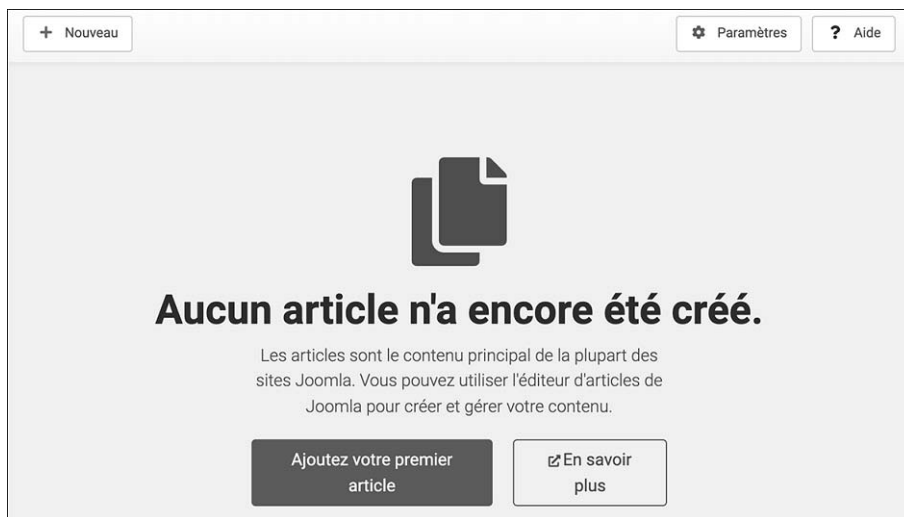 + Nouveau
Paramètres
? Aide
Aucun article n'a encore été créé.
Les articles sont le contenu principal de la plupart des
sites Joomla. Vous pouvez utiliser l'éditeur d'articles de
Joomla pour créer et gérer votre contenu.
Ajoutez votre premier
article
En savoir
plus